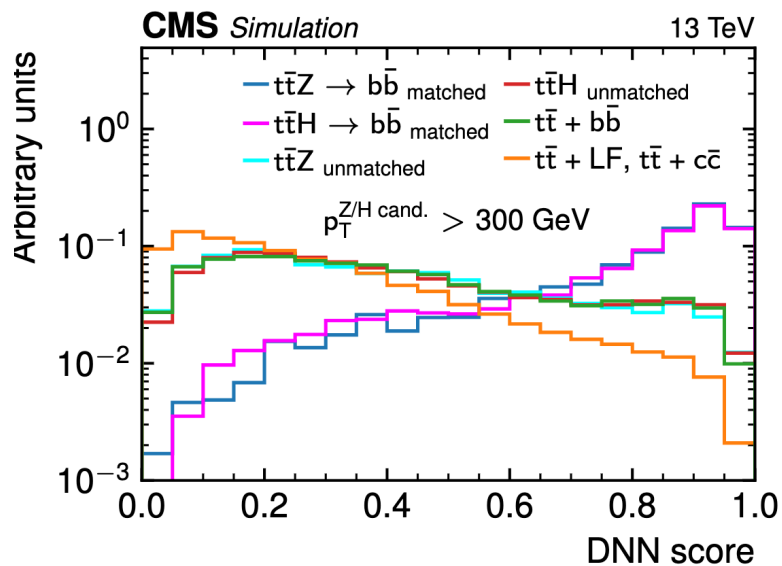 CMS Simulation 13 TeV
Arbitrary units
tt̄Z → bb̄ matched
tt̄H → bb̄ matched
tt̄Z unmatched
tt̄H unmatched
tt̄ + bb̄
tt̄ + LF, tt̄ + cc̄
p_T^{Z/H cand.} > 300 GeV
10^0
10^{−1}
10^{−2}
10^{−3}
0.0 0.2 0.4 0.6 0.8 1.0
DNN score